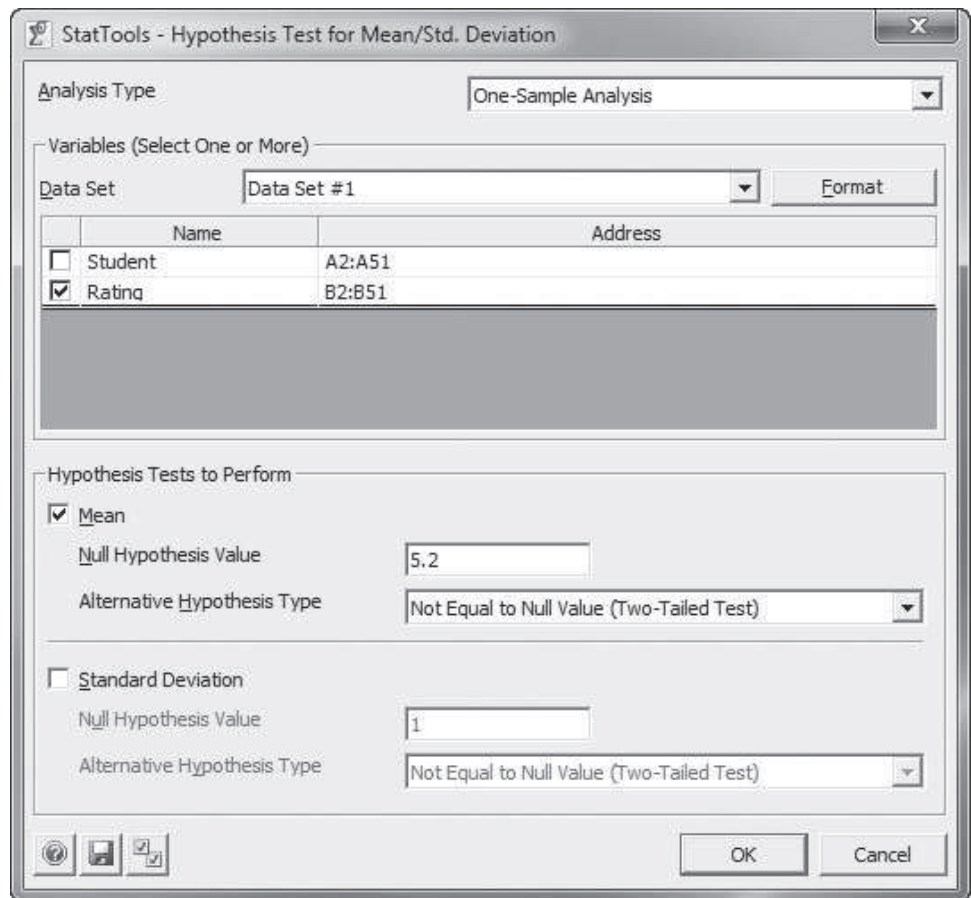 StatTools - Hypothesis Test for Mean/Std. Deviation
Analysis Type One-Sample Analysis
Variables (Select One or More)
Data Set Data Set #1 Format
Name Address
Student A2:A51
Rating B2:B51
Hypothesis Tests to Perform
Mean
Null Hypothesis Value 5.2
Alternative Hypothesis Type Not Equal to Null Value (Two-Tailed Test)
Standard Deviation
Null Hypothesis Value 1
Alternative Hypothesis Type Not Equal to Null Value (Two-Tailed Test)
OK Cancel